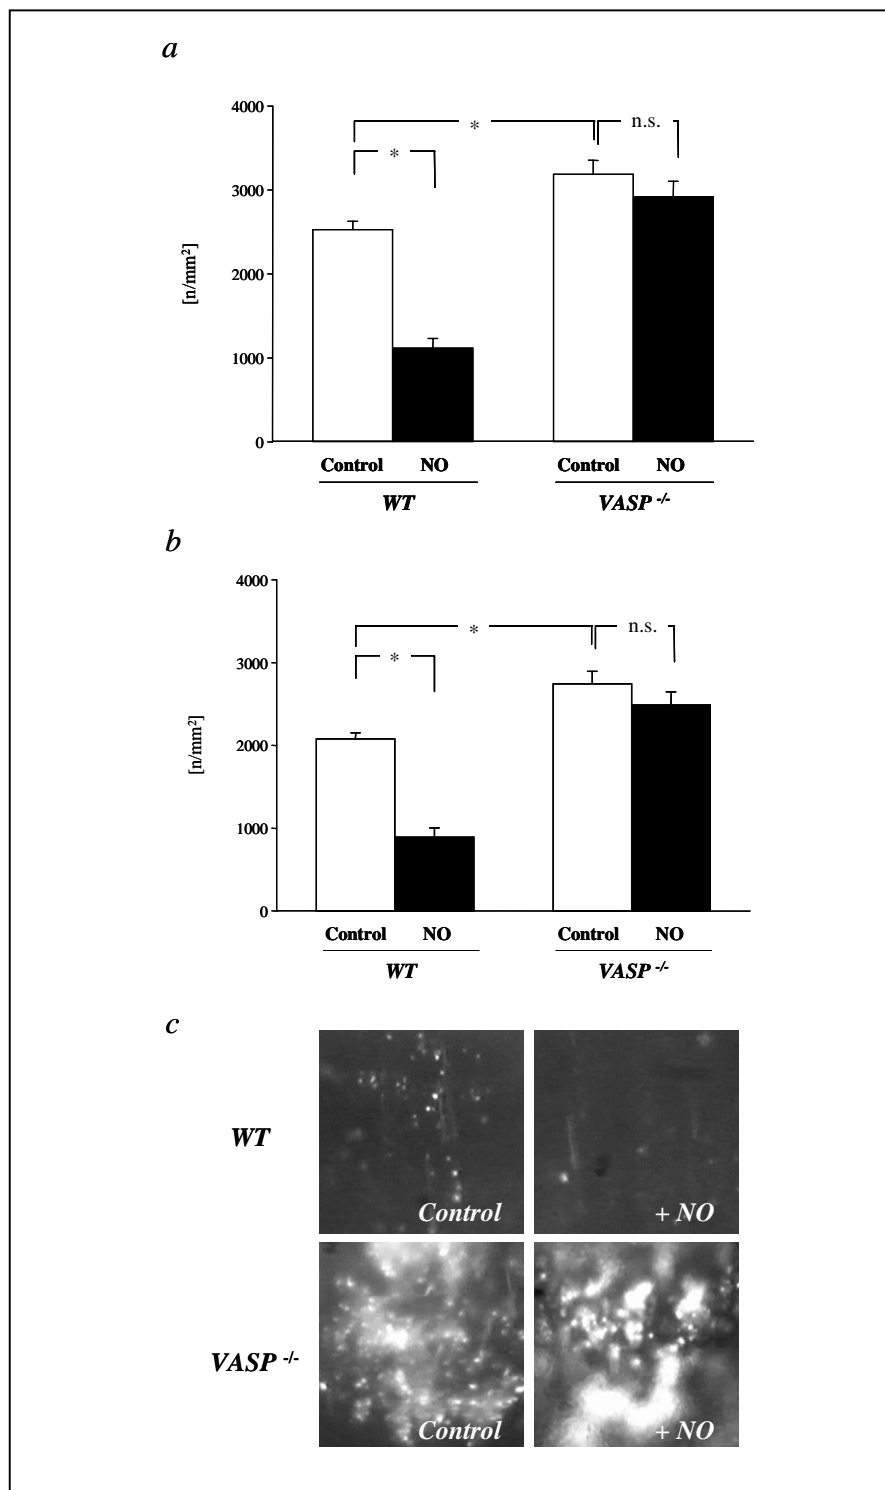 a
4000
* n.s.
*
3000
2000
[n/mm²]
1000
0
Control NO Control NO
WT VASP -/-
b
4000
* n.s.
*
3000
2000
[n/mm²]
1000
0
Control NO Control NO
WT VASP -/-
c
WT
Control + NO
VASP -/-
Control + NO